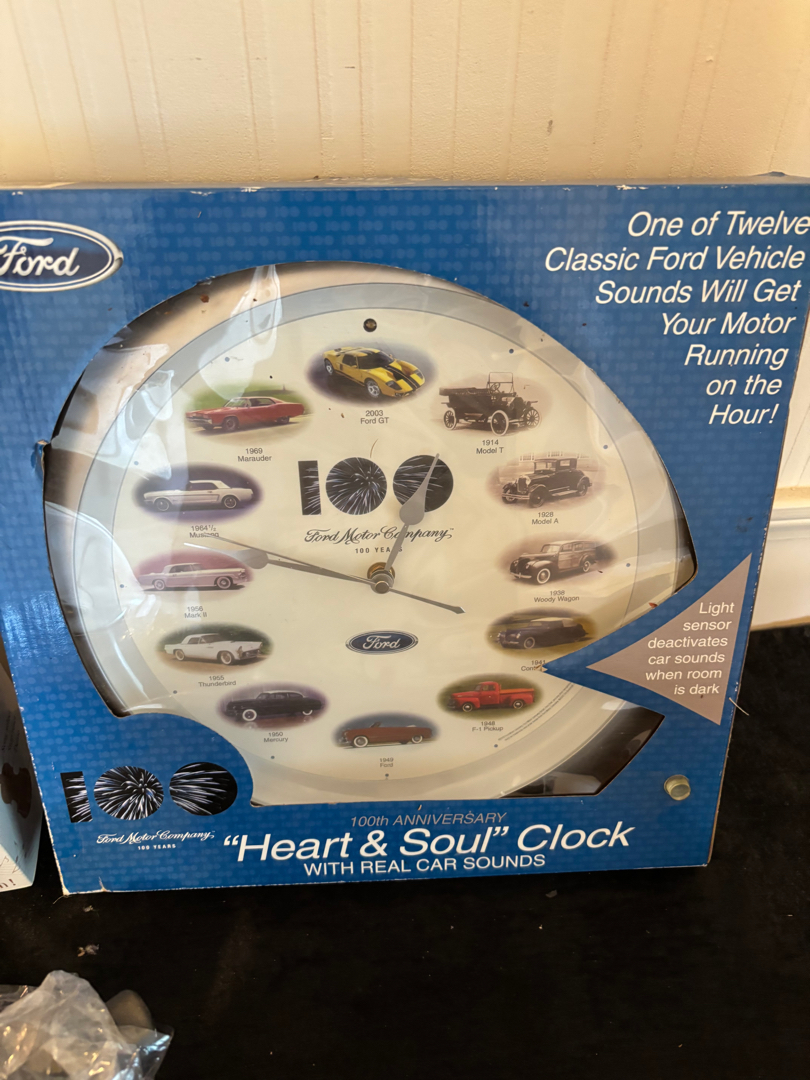 Ford
One of Twelve
Classic Ford Vehicle
Sounds Will Get
Your Motor
Running
on the
Hour!
2003
Ford GT
1914
Model T
1969
Marauder
1928
Model A
100
Ford Motor Company™
100 YEA
1964½
Mustang
1938
Woody Wagon
1956
Mark II
Ford
1941
1955
Thunderbird
1948
F-1 Pickup
1950
Mercury
1949
Ford
Light
sensor
deactivates
car sounds
when room
is dark
100
Ford Motor Company,
100 YEARS
100th ANNIVERSARY
"Heart & Soul" Clock
WITH REAL CAR SOUNDS